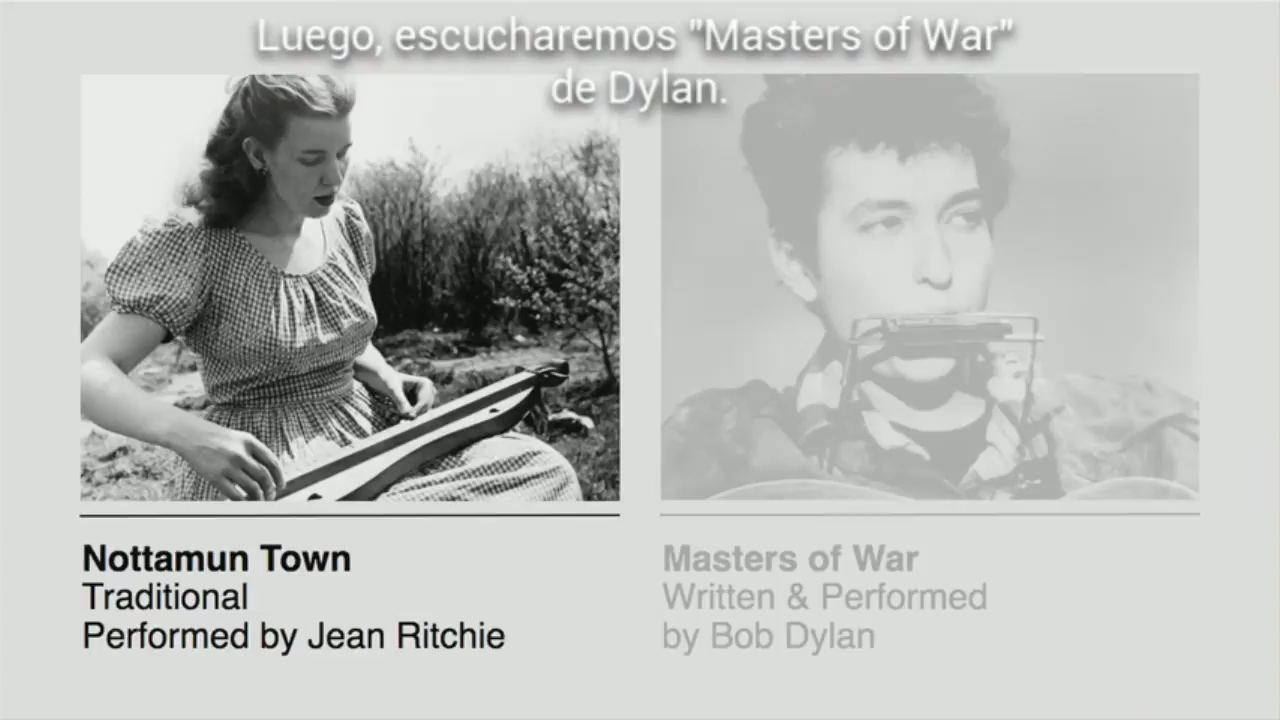 Luego, escucharemos "Masters of War"
de Dylan.
Nottamun Town
Traditional
Performed by Jean Ritchie
Masters of War
Written & Performed
by Bob Dylan